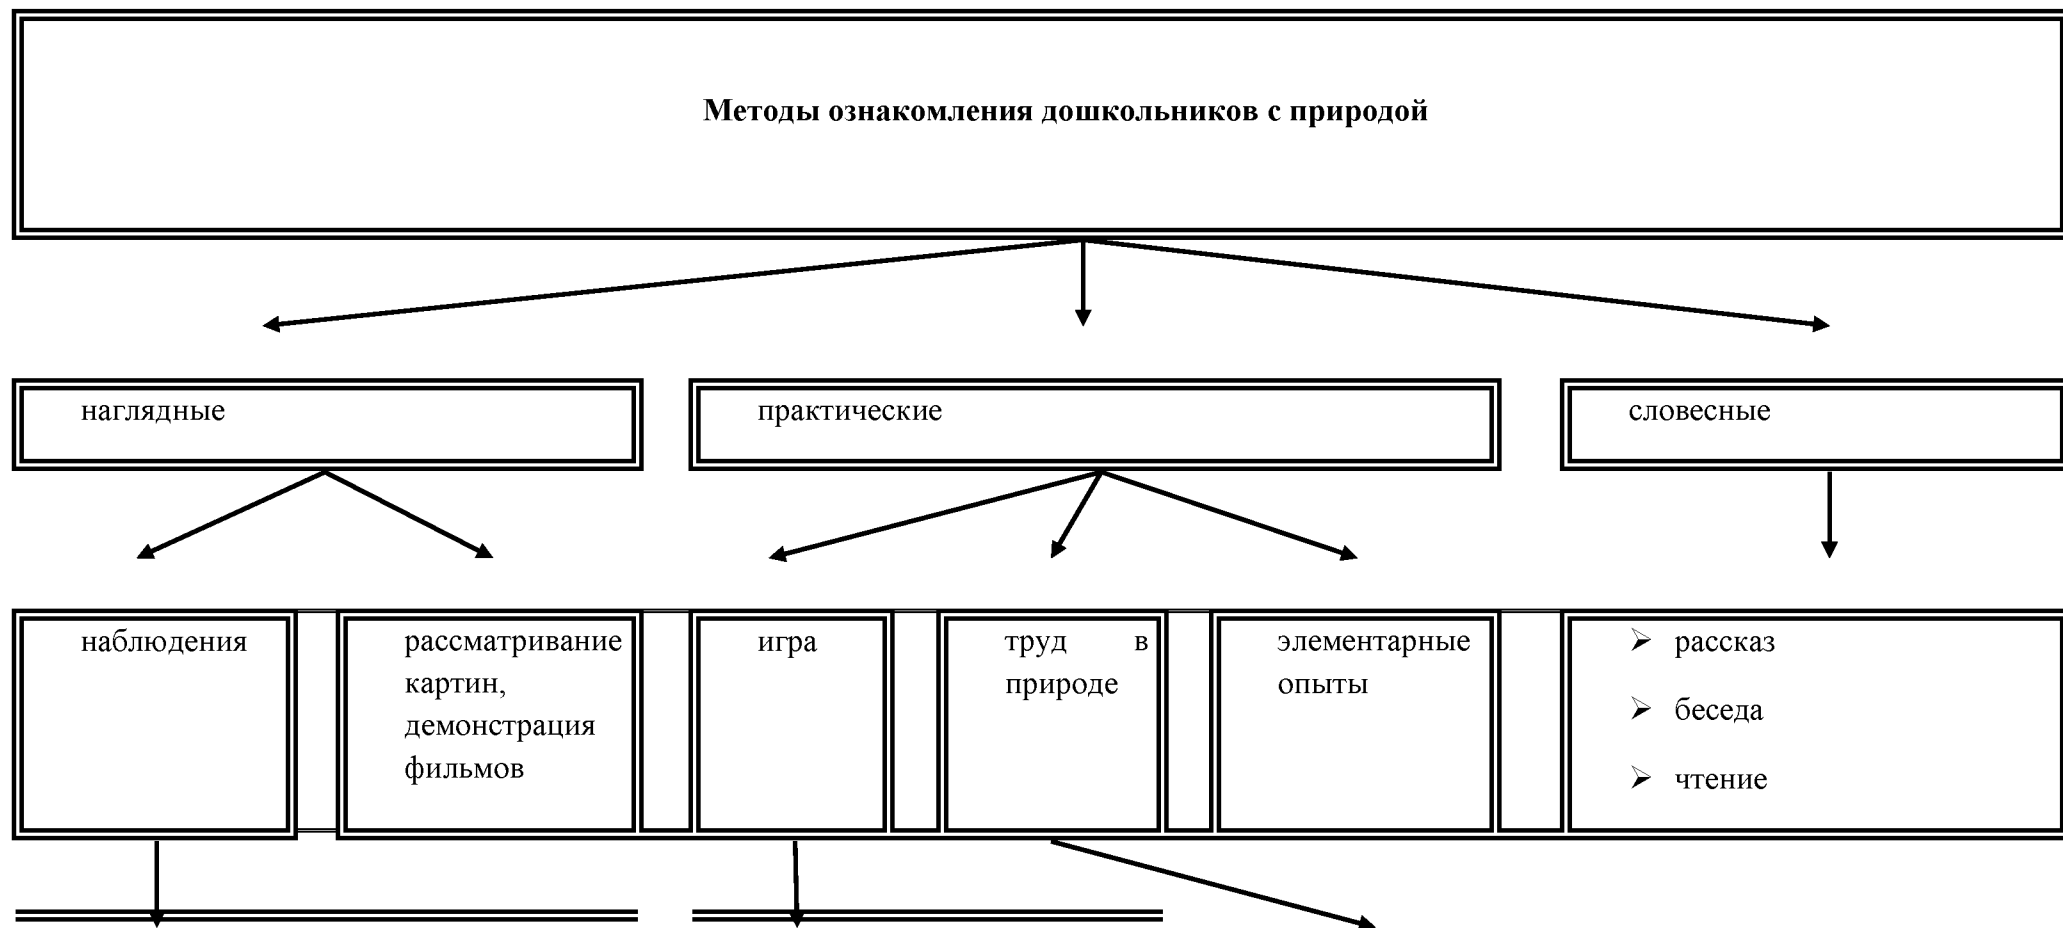 Методы ознакомления дошкольников с природой
наглядные
практические
словесные
наблюдения
рассматривание
картин,
демонстрация
фильмов
игра
труд в
природе
элементарные
опыты
➢ рассказ
➢ беседа
➢ чтение